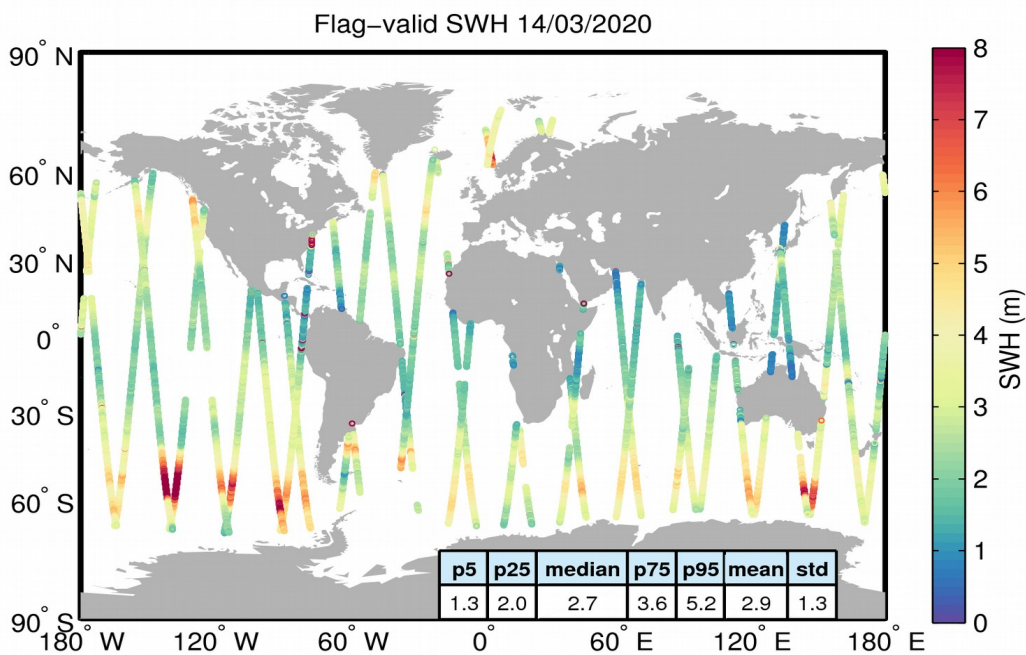 Flag−valid SWH 14/03/2020
90° N
60° N
30° N
0°
30° S
60° S
90° S
180° W
120° W
60° W
0°
60° E
120° E
180° E
p5 p25 median p75 p95 mean std
1.3 2.0 2.7 3.6 5.2 2.9 1.3
8
7
6
5
4
3
2
1
0
SWH (m)